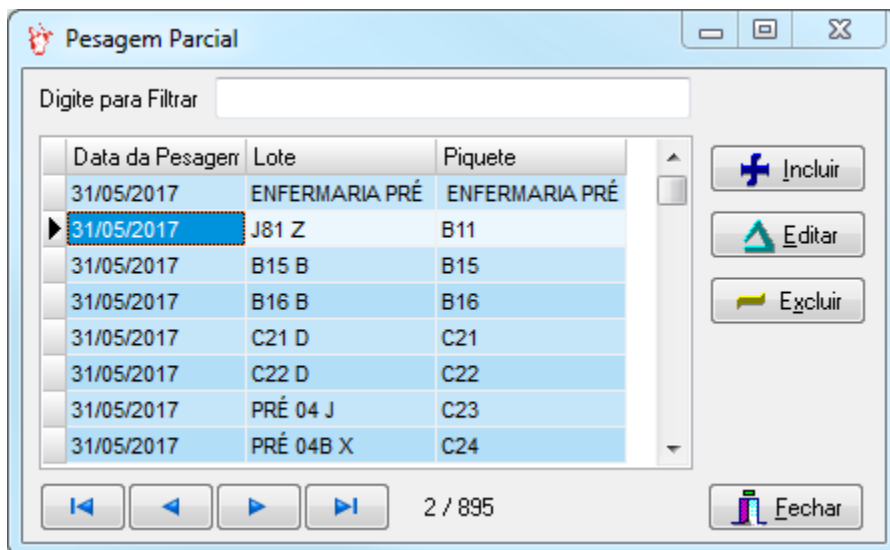 Pesagem Parcial
Digite para Filtrar
Data da Pesagem Lote Piquete
31/05/2017 ENFERMARIA PRÉ ENFERMARIA PRÉ
31/05/2017 J81 Z B11
31/05/2017 B15 B B15
31/05/2017 B16 B B16
31/05/2017 C21 D C21
31/05/2017 C22 D C22
31/05/2017 PRÉ 04 J C23
31/05/2017 PRÉ 04B X C24
Incluir
Editar
Excluir
2 / 895
Fechar